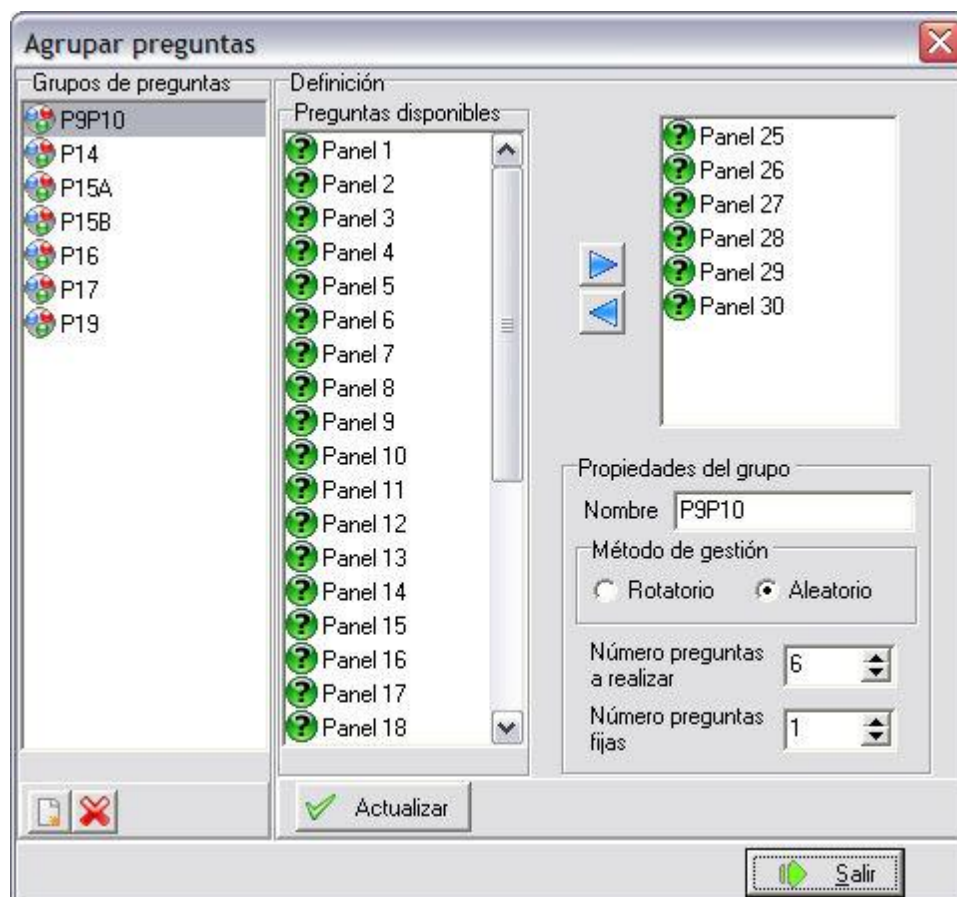 Agrupar preguntas
Grupos de preguntas
P9P10
P14
P15A
P15B
P16
P17
P19
Definición
Preguntas disponibles
Panel 1
Panel 2
Panel 3
Panel 4
Panel 5
Panel 6
Panel 7
Panel 8
Panel 9
Panel 10
Panel 11
Panel 12
Panel 13
Panel 14
Panel 15
Panel 16
Panel 17
Panel 18
Panel 25
Panel 26
Panel 27
Panel 28
Panel 29
Panel 30
Propiedades del grupo
Nombre P9P10
Método de gestión
Rotatorio Aleatorio
Número preguntas
a realizar 6
Número preguntas
fijas 1
Actualizar
Salir